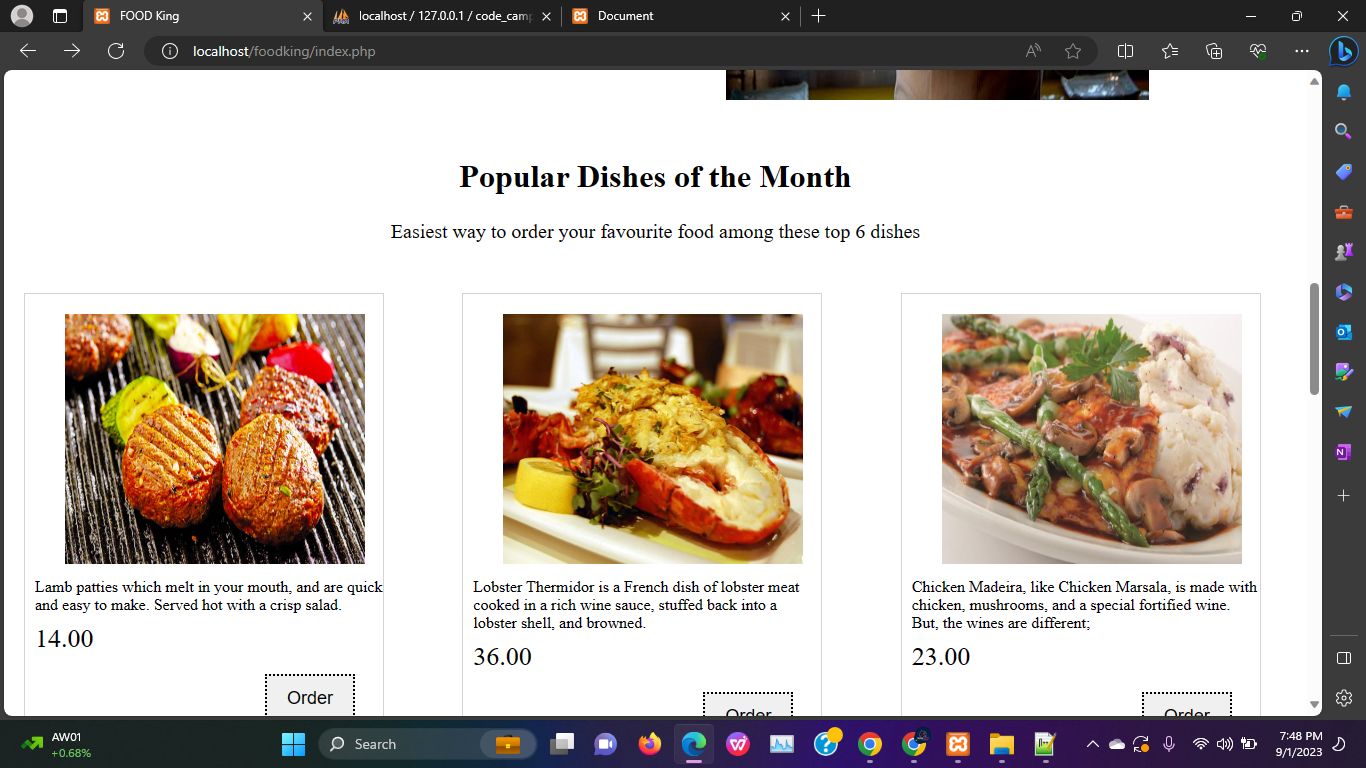 FOOD King
localhost / 127.0.0.1 / code_cam
Document
localhost/foodking/index.php
Popular Dishes of the Month
Easiest way to order your favourite food among these top 6 dishes
Lamb patties which melt in your mouth, and are quick
and easy to make. Served hot with a crisp salad.
14.00
Order
Lobster Thermidor is a French dish of lobster meat
cooked in a rich wine sauce, stuffed back into a
lobster shell, and browned.
36.00
Order
Chicken Madeira, like Chicken Marsala, is made with
chicken, mushrooms, and a special fortified wine.
But, the wines are different;
23.00
Order
AW01
+0.68%
Search
7:48 PM
9/1/2023